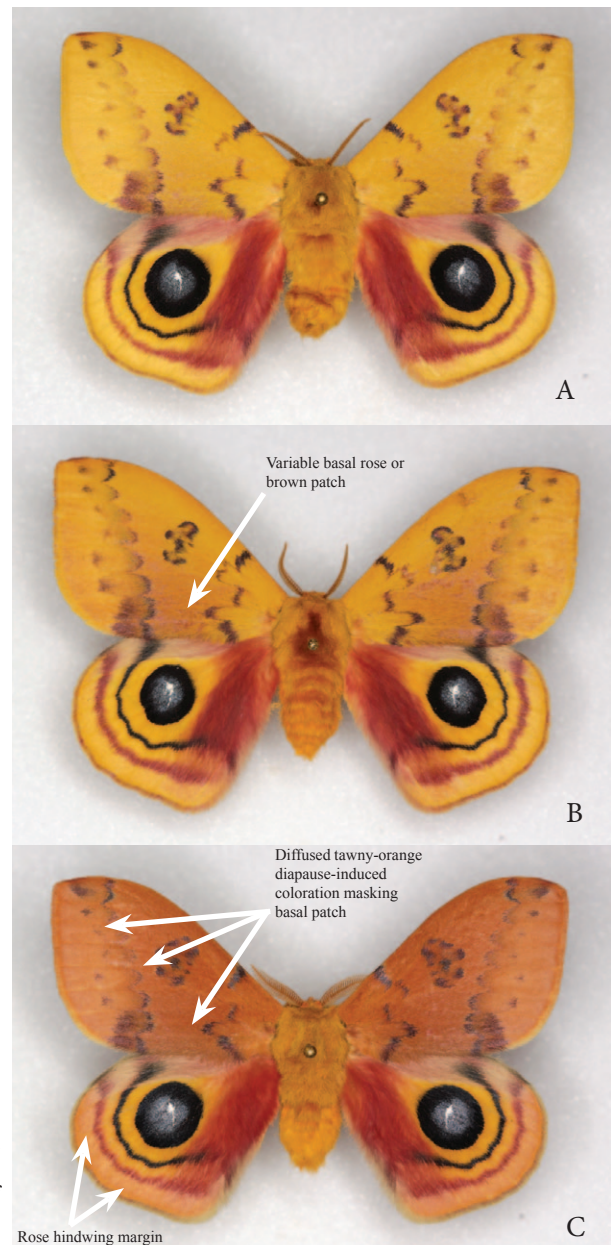 A
Variable basal rose or
brown patch
B
Diffused tawny-orange
diapause-induced
coloration masking
basal patch
Rose hindwing margin
C